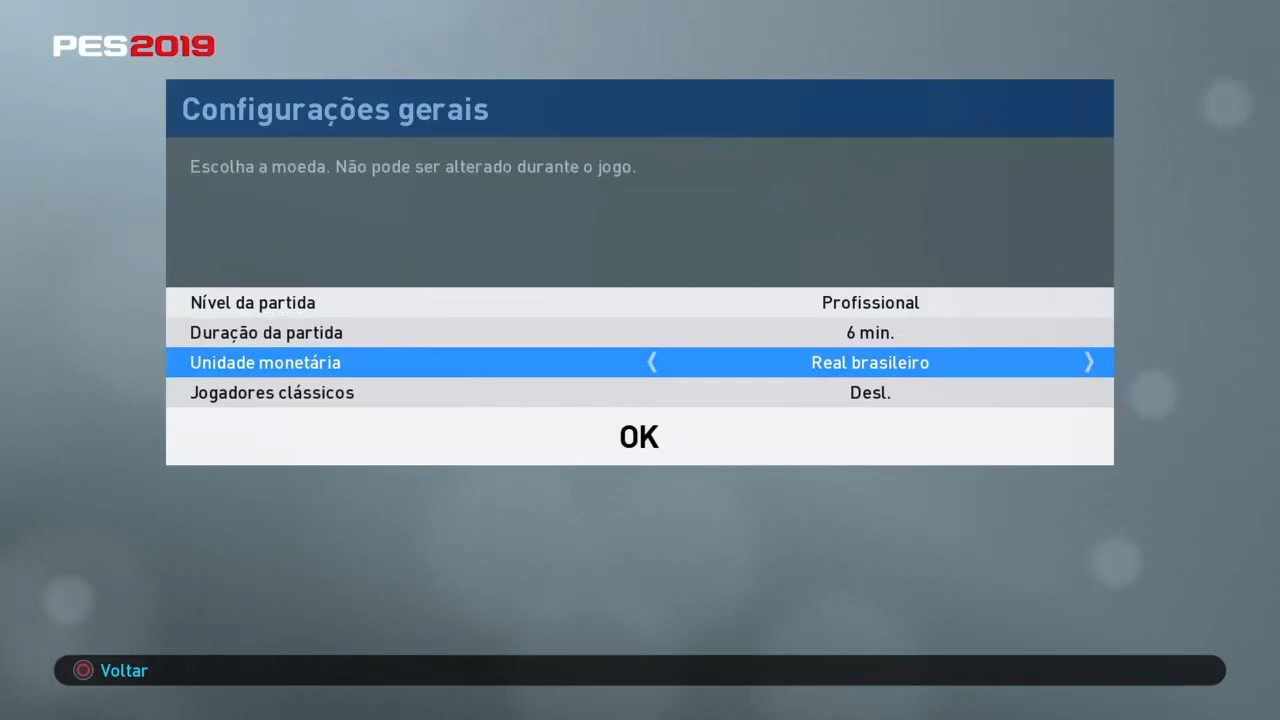 PES2019
Configurações gerais
Escolha a moeda. Não pode ser alterado durante o jogo.
Nível da partida Profissional
Duração da partida 6 min.
Unidade monetária Real brasileiro
Jogadores clássicos Desl.
OK
Voltar